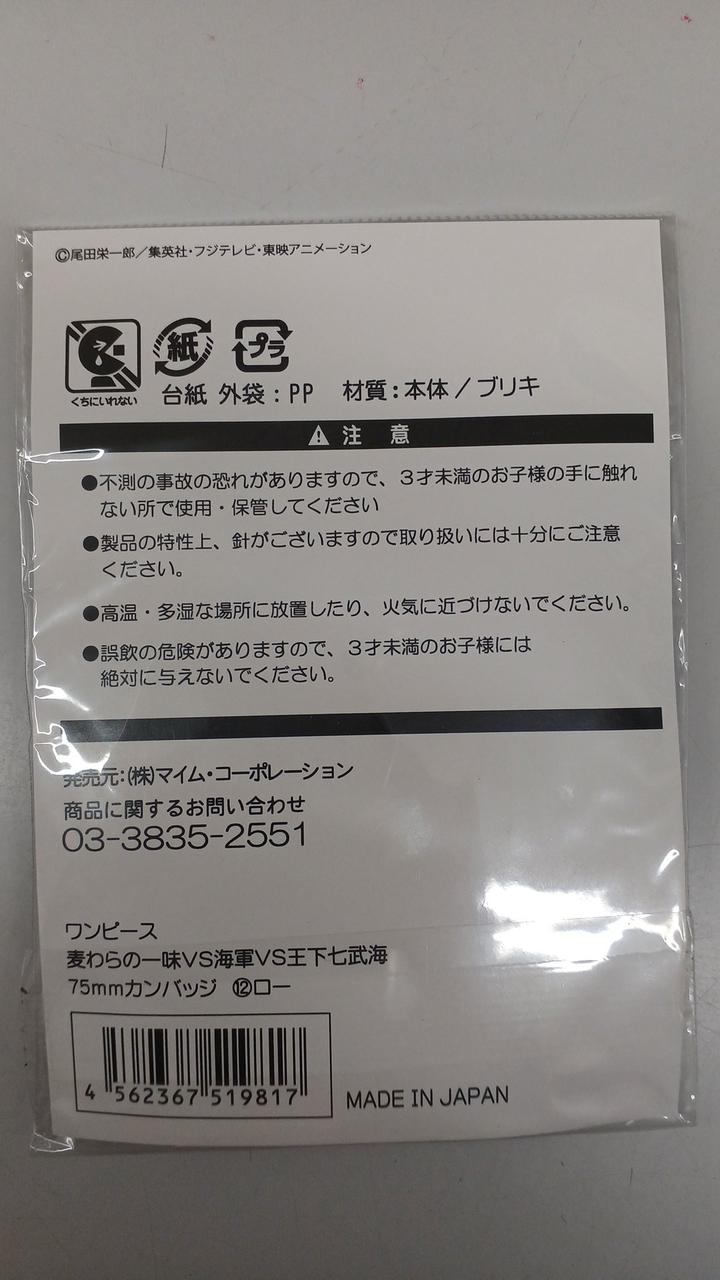 ©尾田栄一郎／集英社・フジテレビ・東映アニメーション
紙
プラ
くちにいれない
台紙 外袋：PP 材質：本体／ブリキ
注 意
●不測の事故の恐れがありますので、３才未満のお子様の手に触れ
ない所で使用・保管してください
●製品の特性上、針がございますので取り扱いには十分にご注意
ください。
●高温・多湿な場所に放置したり、火気に近づけないでください。
●誤飲の危険がありますので、３才未満のお子様には
絶対に与えないでください。
発売元：(株)マイム・コーポレーション
商品に関するお問い合わせ
03-3835-2551
ワンピース
麦わらの一味VS海軍VS王下七武海
75mmカンバッジ ⑫ロー
4 562367 519817
MADE IN JAPAN